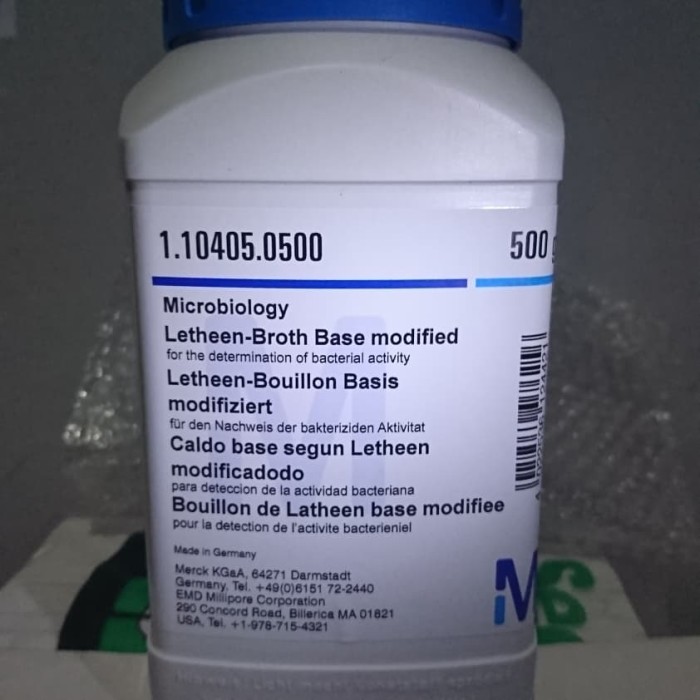 1.10405.0500
500 g
Microbiology
Letheen-Broth Base modified
for the determination of bacterial activity
Letheen-Bouillon Basis
modifiziert
für den Nachweis der bakteriziden Aktivitat
Caldo base segun Letheen
modificadodo
para deteccion de la actividad bacteriana
Bouillon de Latheen base modifiee
pour la detection de l'activite bacterieniel
Made in Germany
Merck KGaA, 64271 Darmstadt
Germany, Tel. +49(0)6151 72-2440
EMD Millipore Corporation
290 Concord Road, Billerica MA 01821
USA, Tel. +1-978-715-4321
M